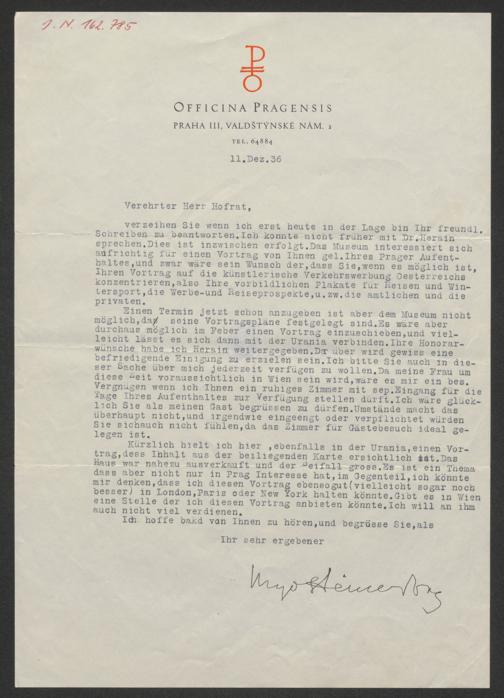 J.N. 162.785
OFFICINA PRAGENSIS
PRAHA III, VALDŠTÝNSKÉ NÁM. 2
TEL. 64884
11.Dez.36
Verehrter Herr Hofrat,
verzeihen Sie wenn ich erst heute in der Lage bin Ihr freundl.
Schreiben zu beantworten.Ich konnte nicht früher mit Dr.Herain
sprechen.Dies ist inzwischen erfolgt.Das Museum interessiert sich
aufrichtig für einen Vortrag von Ihnen gel.Ihres Prager Aufent-
haltes,und zwar wäre sein Wunsch der,dass Sie,wenn es möglich ist,
Ihren Vortrag auf die künstlerische Verkehrswerbung Oesterreichs
konzentrieren,also Ihre vorbildlichen Plakate für Reisen und Win-
tersport,die Werbe-und Reiseprospekte,u.zw.die amtlichen und die
privaten.
Einen Termin jetzt schon anzugeben ist aber dem Museum nicht
möglich,da seine Vortragspläne festgelegt sind.Es wäre aber
durchaus möglich im Feber einen Vortrag einzuschieben,und viel-
leicht lässt es sich dann mit der Urania verbinden.Ihre Honorar-
wünsche habe ich Herain weitergegeben.Dr aber wird gewiss eine
befriedigende Einigung zu erzielen sein.Ich bitte Sie auch in die-
ser Sache über mich jederzeit verfügen zu wollen.Da meine Frau um
diese Zeit voraussichtlich in Wien sein wird,wäre es mir ein bes.
Vergnügen wenn ich Ihnen ein ruhiges Zimmer mit sep.Eingang für die
Tage Ihres Aufenthaltes zur Verfügung stellen dürft.Ich wäre glück-
lich Sie als meinen Gast begrüssen zu dürfen.Umstände macht das
überhaupt nicht,und irgendwie eingeengt oder verpflichtet würden
Sie sichauch nicht fühlen,da das Zimmer für Gästebesuch ideal ge-
legen ist.
Kürzlich hielt ich hier ,ebenfalls in der Urania,einen Vor-
trag,dess Inhalt aus der beiliegenden Karte ersichtlich ist.Das
Haus war nahezu ausverkauft und der Beifall gross.Es ist ein Thema
dass aber nicht nur in Prag Interesse hat,im Gegenteil,ich könnte
mir denken,dass ich diesen Vortrag ebensogut(vielleicht sogar noch
besser) in London,Paris oder New York halten könnte.Gibt es in Wien
eine Stelle der ich diesen Vortrag anbieten könnte.Ich will an ihm
auch nicht viel verdienen.
Ich hoffe bakd von Ihnen zu hören,und begrüsse Sie,als
Ihr sehr ergebener
Hugo Steiner-Prag